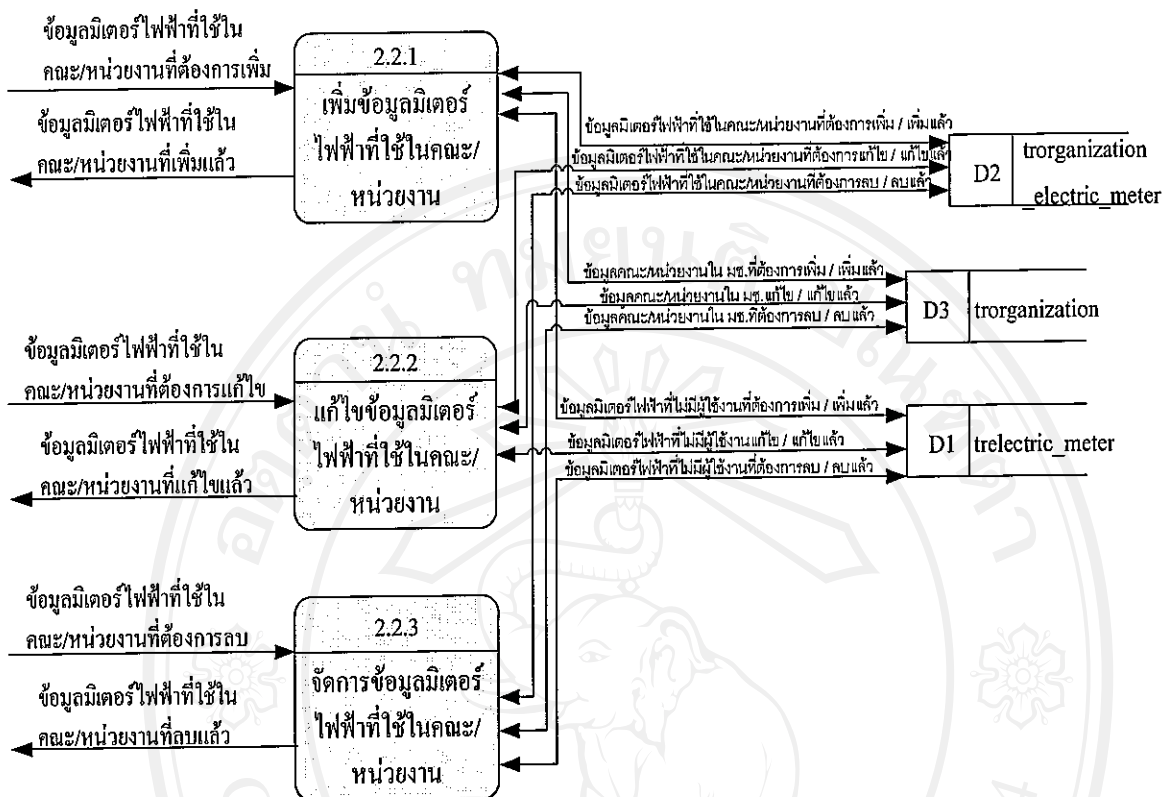 ข้อมูลมิเตอร์ไฟฟ้าที่ใช้ใน
คณะ/หน่วยงานที่ต้องการเพิ่ม
ข้อมูลมิเตอร์ไฟฟ้าที่ใช้ใน
คณะ/หน่วยงานที่เพิ่มแล้ว
2.2.1
เพิ่มข้อมูลมิเตอร์
ไฟฟ้าที่ใช้ในคณะ/
หน่วยงาน
ข้อมูลมิเตอร์ไฟฟ้าที่ใช้ในคณะ/หน่วยงานที่ต้องการเพิ่ม / เพิ่มแล้ว
ข้อมูลมิเตอร์ไฟฟ้าที่ใช้ในคณะ/หน่วยงานที่ต้องการแก้ไข / แก้ไขแล้ว
ข้อมูลมิเตอร์ไฟฟ้าที่ใช้ในคณะ/หน่วยงานที่ต้องการลบ / ลบแล้ว
D2
trorganization
_electric_meter
ข้อมูลคณะ/หน่วยงานใน มช.ที่ต้องการเพิ่ม / เพิ่มแล้ว
ข้อมูลคณะ/หน่วยงานใน มช.แก้ไข / แก้ไขแล้ว
ข้อมูลคณะ/หน่วยงานใน มช.ที่ต้องการลบ / ลบแล้ว
D3
trorganization
ข้อมูลมิเตอร์ไฟฟ้าที่ใช้ใน
คณะ/หน่วยงานที่ต้องการแก้ไข
ข้อมูลมิเตอร์ไฟฟ้าที่ใช้ใน
คณะ/หน่วยงานที่แก้ไขแล้ว
2.2.2
แก้ไขข้อมูลมิเตอร์
ไฟฟ้าที่ใช้ในคณะ/
หน่วยงาน
ข้อมูลมิเตอร์ไฟฟ้าที่ไม่มีผู้ใช้งานที่ต้องการเพิ่ม / เพิ่มแล้ว
ข้อมูลมิเตอร์ไฟฟ้าที่ไม่มีผู้ใช้งานแก้ไข / แก้ไขแล้ว
ข้อมูลมิเตอร์ไฟฟ้าที่ไม่มีผู้ใช้งานที่ต้องการลบ / ลบแล้ว
D1
trelectric_meter
ข้อมูลมิเตอร์ไฟฟ้าที่ใช้ใน
คณะ/หน่วยงานที่ต้องการลบ
ข้อมูลมิเตอร์ไฟฟ้าที่ใช้ใน
คณะ/หน่วยงานที่ลบแล้ว
2.2.3
จัดการข้อมูลมิเตอร์
ไฟฟ้าที่ใช้ในคณะ/
หน่วยงาน